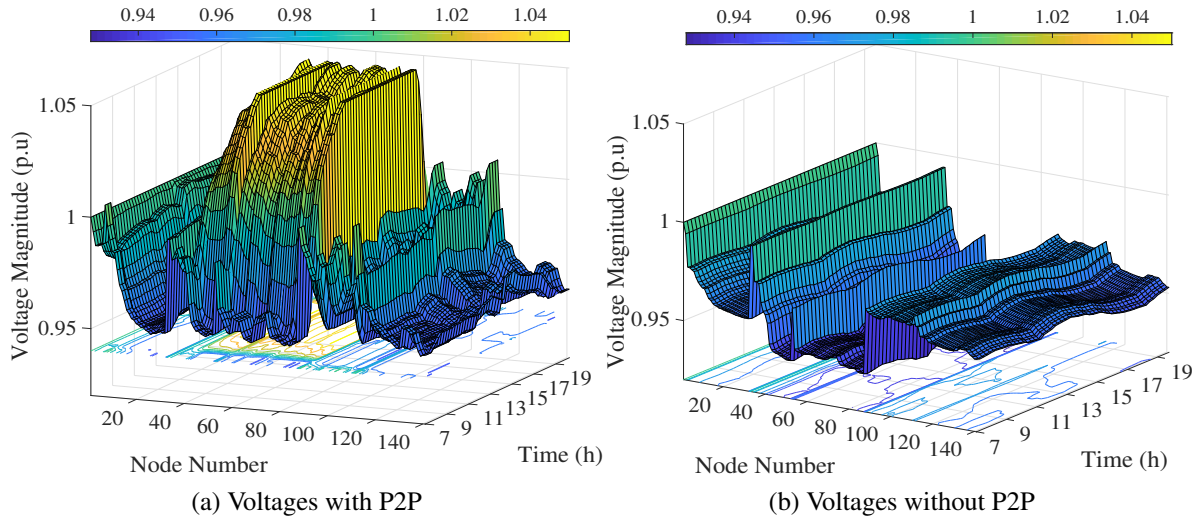 0.94 0.96 0.98 1 1.02 1.04
1.05
1
0.95
Voltage Magnitude (p.u)
20 40 60 80 100 120 140
Node Number
7 9 11 13 15 17 19
Time (h)
(a) Voltages with P2P
0.94 0.96 0.98 1 1.02 1.04
1.05
1
0.95
Voltage Magnitude (p.u)
20 40 60 80 100 120 140
Node Number
7 9 11 13 15 17 19
Time (h)
(b) Voltages without P2P